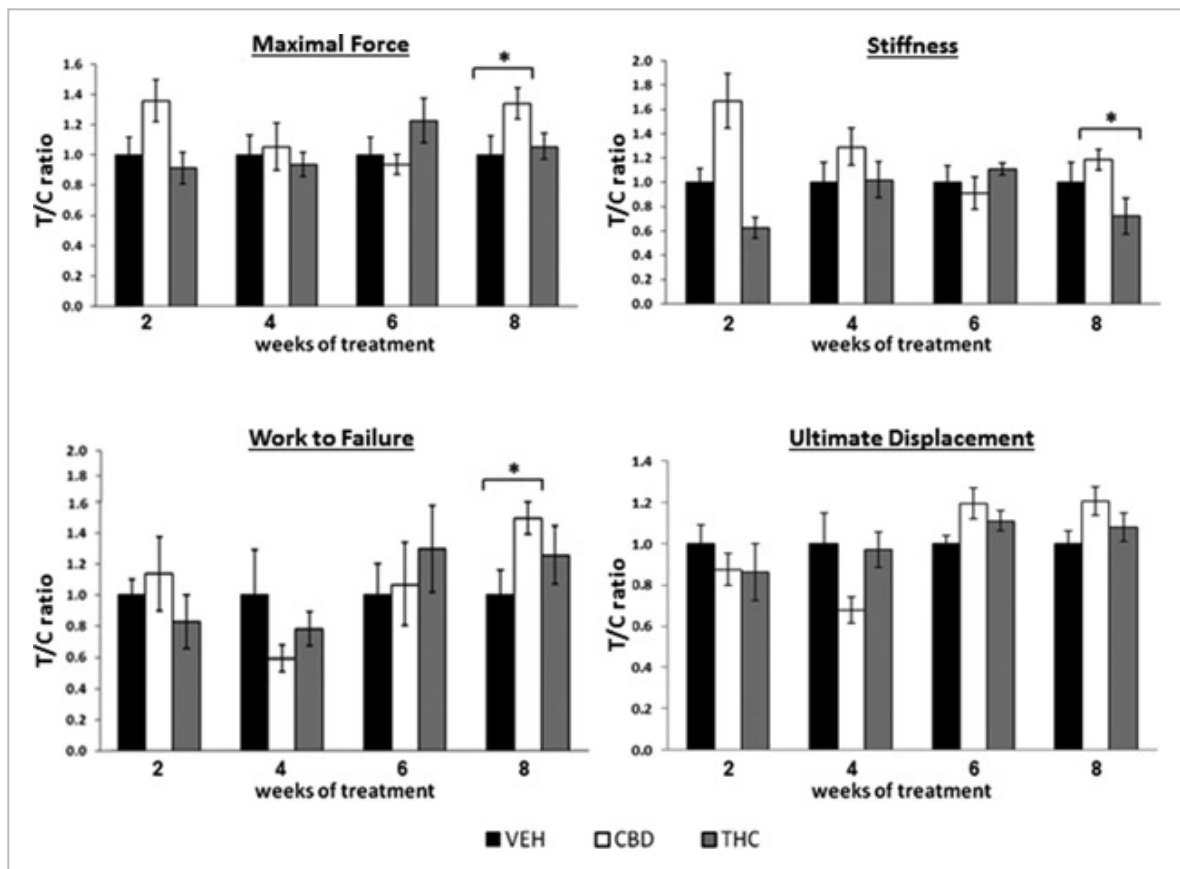 Maximal Force
*
T/C ratio
1.6
1.4
1.2
1.0
0.8
0.6
0.4
0.2
0.0
2 4 6 8
weeks of treatment
Stiffness
*
T/C ratio
2.0
1.8
1.6
1.4
1.2
1.0
0.8
0.6
0.4
0.2
0.0
2 4 6 8
weeks of treatment
Work to Failure
*
T/C ratio
2.0
1.8
1.6
1.4
1.2
1.0
0.8
0.6
0.4
0.2
0.0
2 4 6 8
weeks of treatment
Ultimate Displacement
T/C ratio
1.4
1.2
1.0
0.8
0.6
0.4
0.2
0.0
2 4 6 8
weeks of treatment
VEH CBD THC